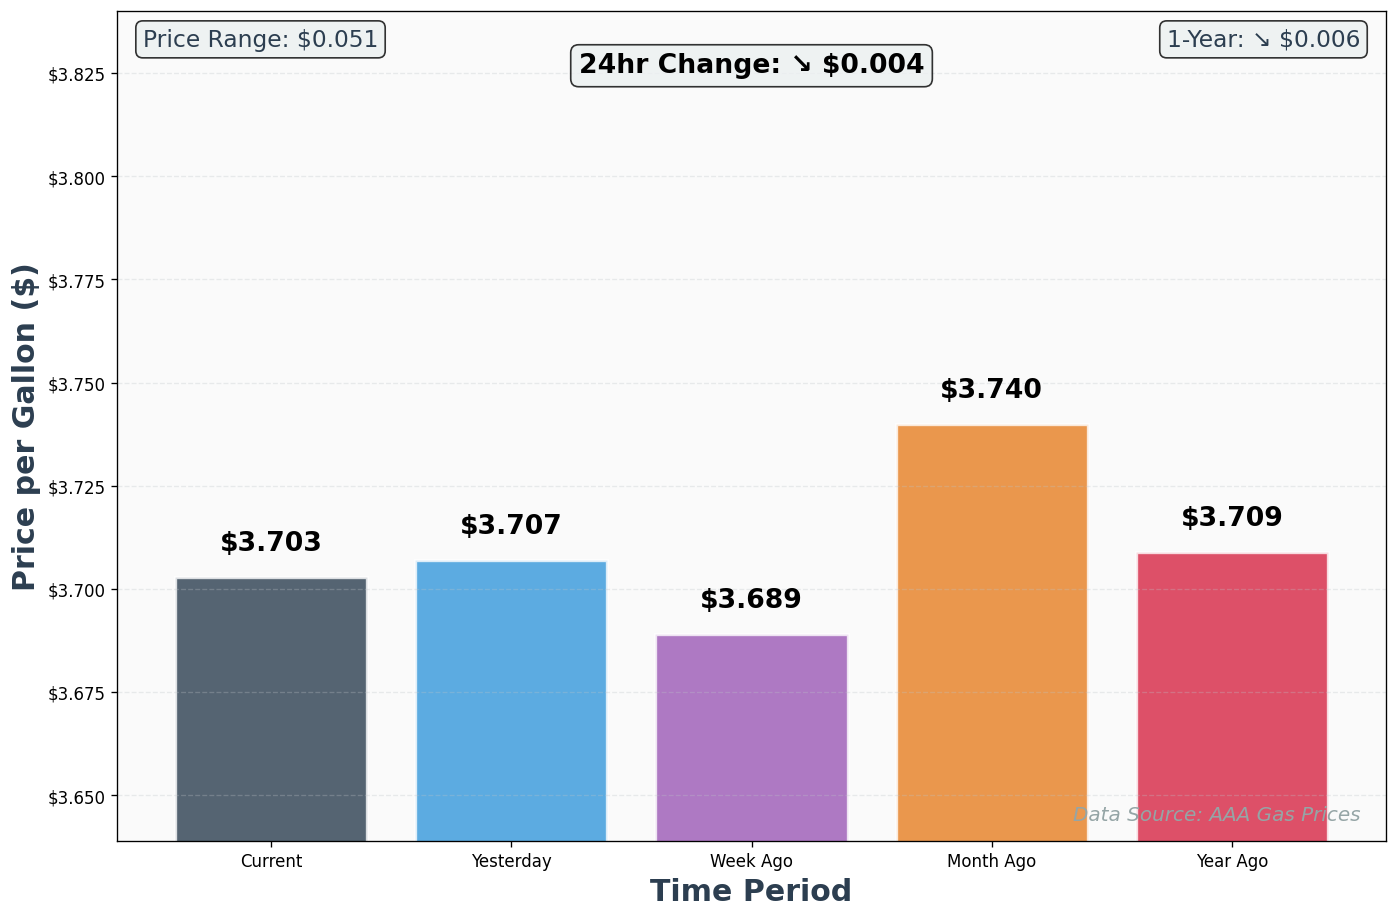 Price Range: $0.051
24hr Change: ↘ $0.004
1-Year: ↘ $0.006
Price per Gallon ($)
$3.825
$3.800
$3.775
$3.750
$3.725
$3.700
$3.675
$3.650
$3.703
$3.707
$3.689
$3.740
$3.709
Data Source: AAA Gas Prices
Current
Yesterday
Week Ago
Month Ago
Year Ago
Time Period